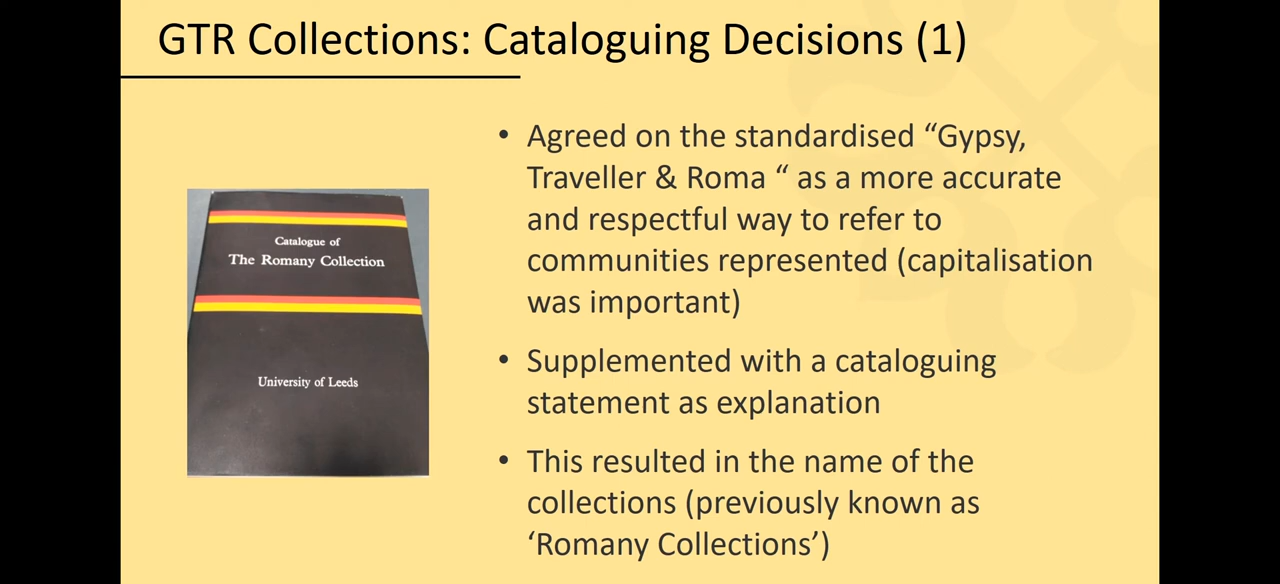 GTR Collections: Cataloguing Decisions (1)
Catalogue of
The Romany Collection
University of Leeds
• Agreed on the standardised “Gypsy,
Traveller & Roma “ as a more accurate
and respectful way to refer to
communities represented (capitalisation
was important)
• Supplemented with a cataloguing
statement as explanation
• This resulted in the name of the
collections (previously known as
‘Romany Collections’)